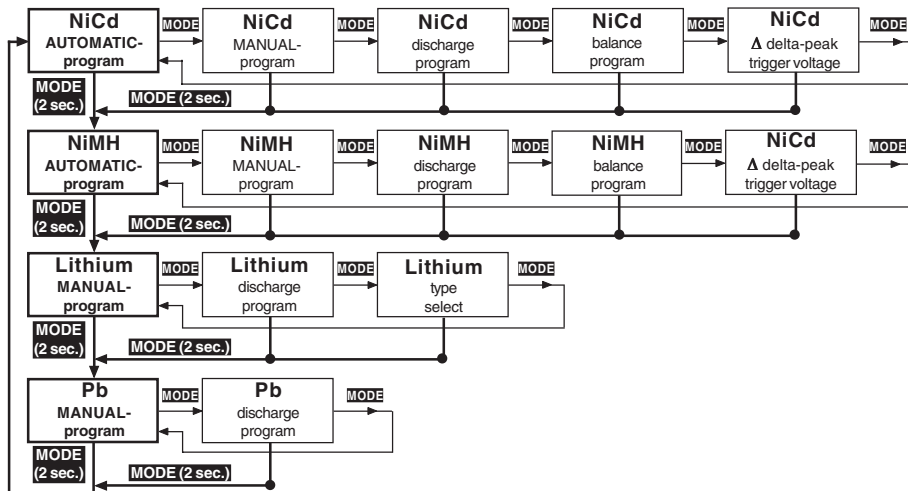 NiCd
AUTOMATIC-
program
MODE
NiCd
MANUAL-
program
MODE
NiCd
discharge
program
MODE
NiCd
balance
program
MODE
NiCd
Δ delta-peak
trigger voltage
MODE
MODE
(2 sec.)
MODE (2 sec.)
NiMH
AUTOMATIC-
program
MODE
NiMH
MANUAL-
program
MODE
NiMH
discharge
program
MODE
NiMH
balance
program
MODE
NiCd
Δ delta-peak
trigger voltage
MODE
MODE
(2 sec.)
MODE (2 sec.)
Lithium
MANUAL-
program
MODE
Lithium
discharge
program
MODE
Lithium
type
select
MODE
MODE
(2 sec.)
MODE (2 sec.)
Pb
MANUAL-
program
MODE
Pb
discharge
program
MODE
MODE
(2 sec.)
MODE (2 sec.)